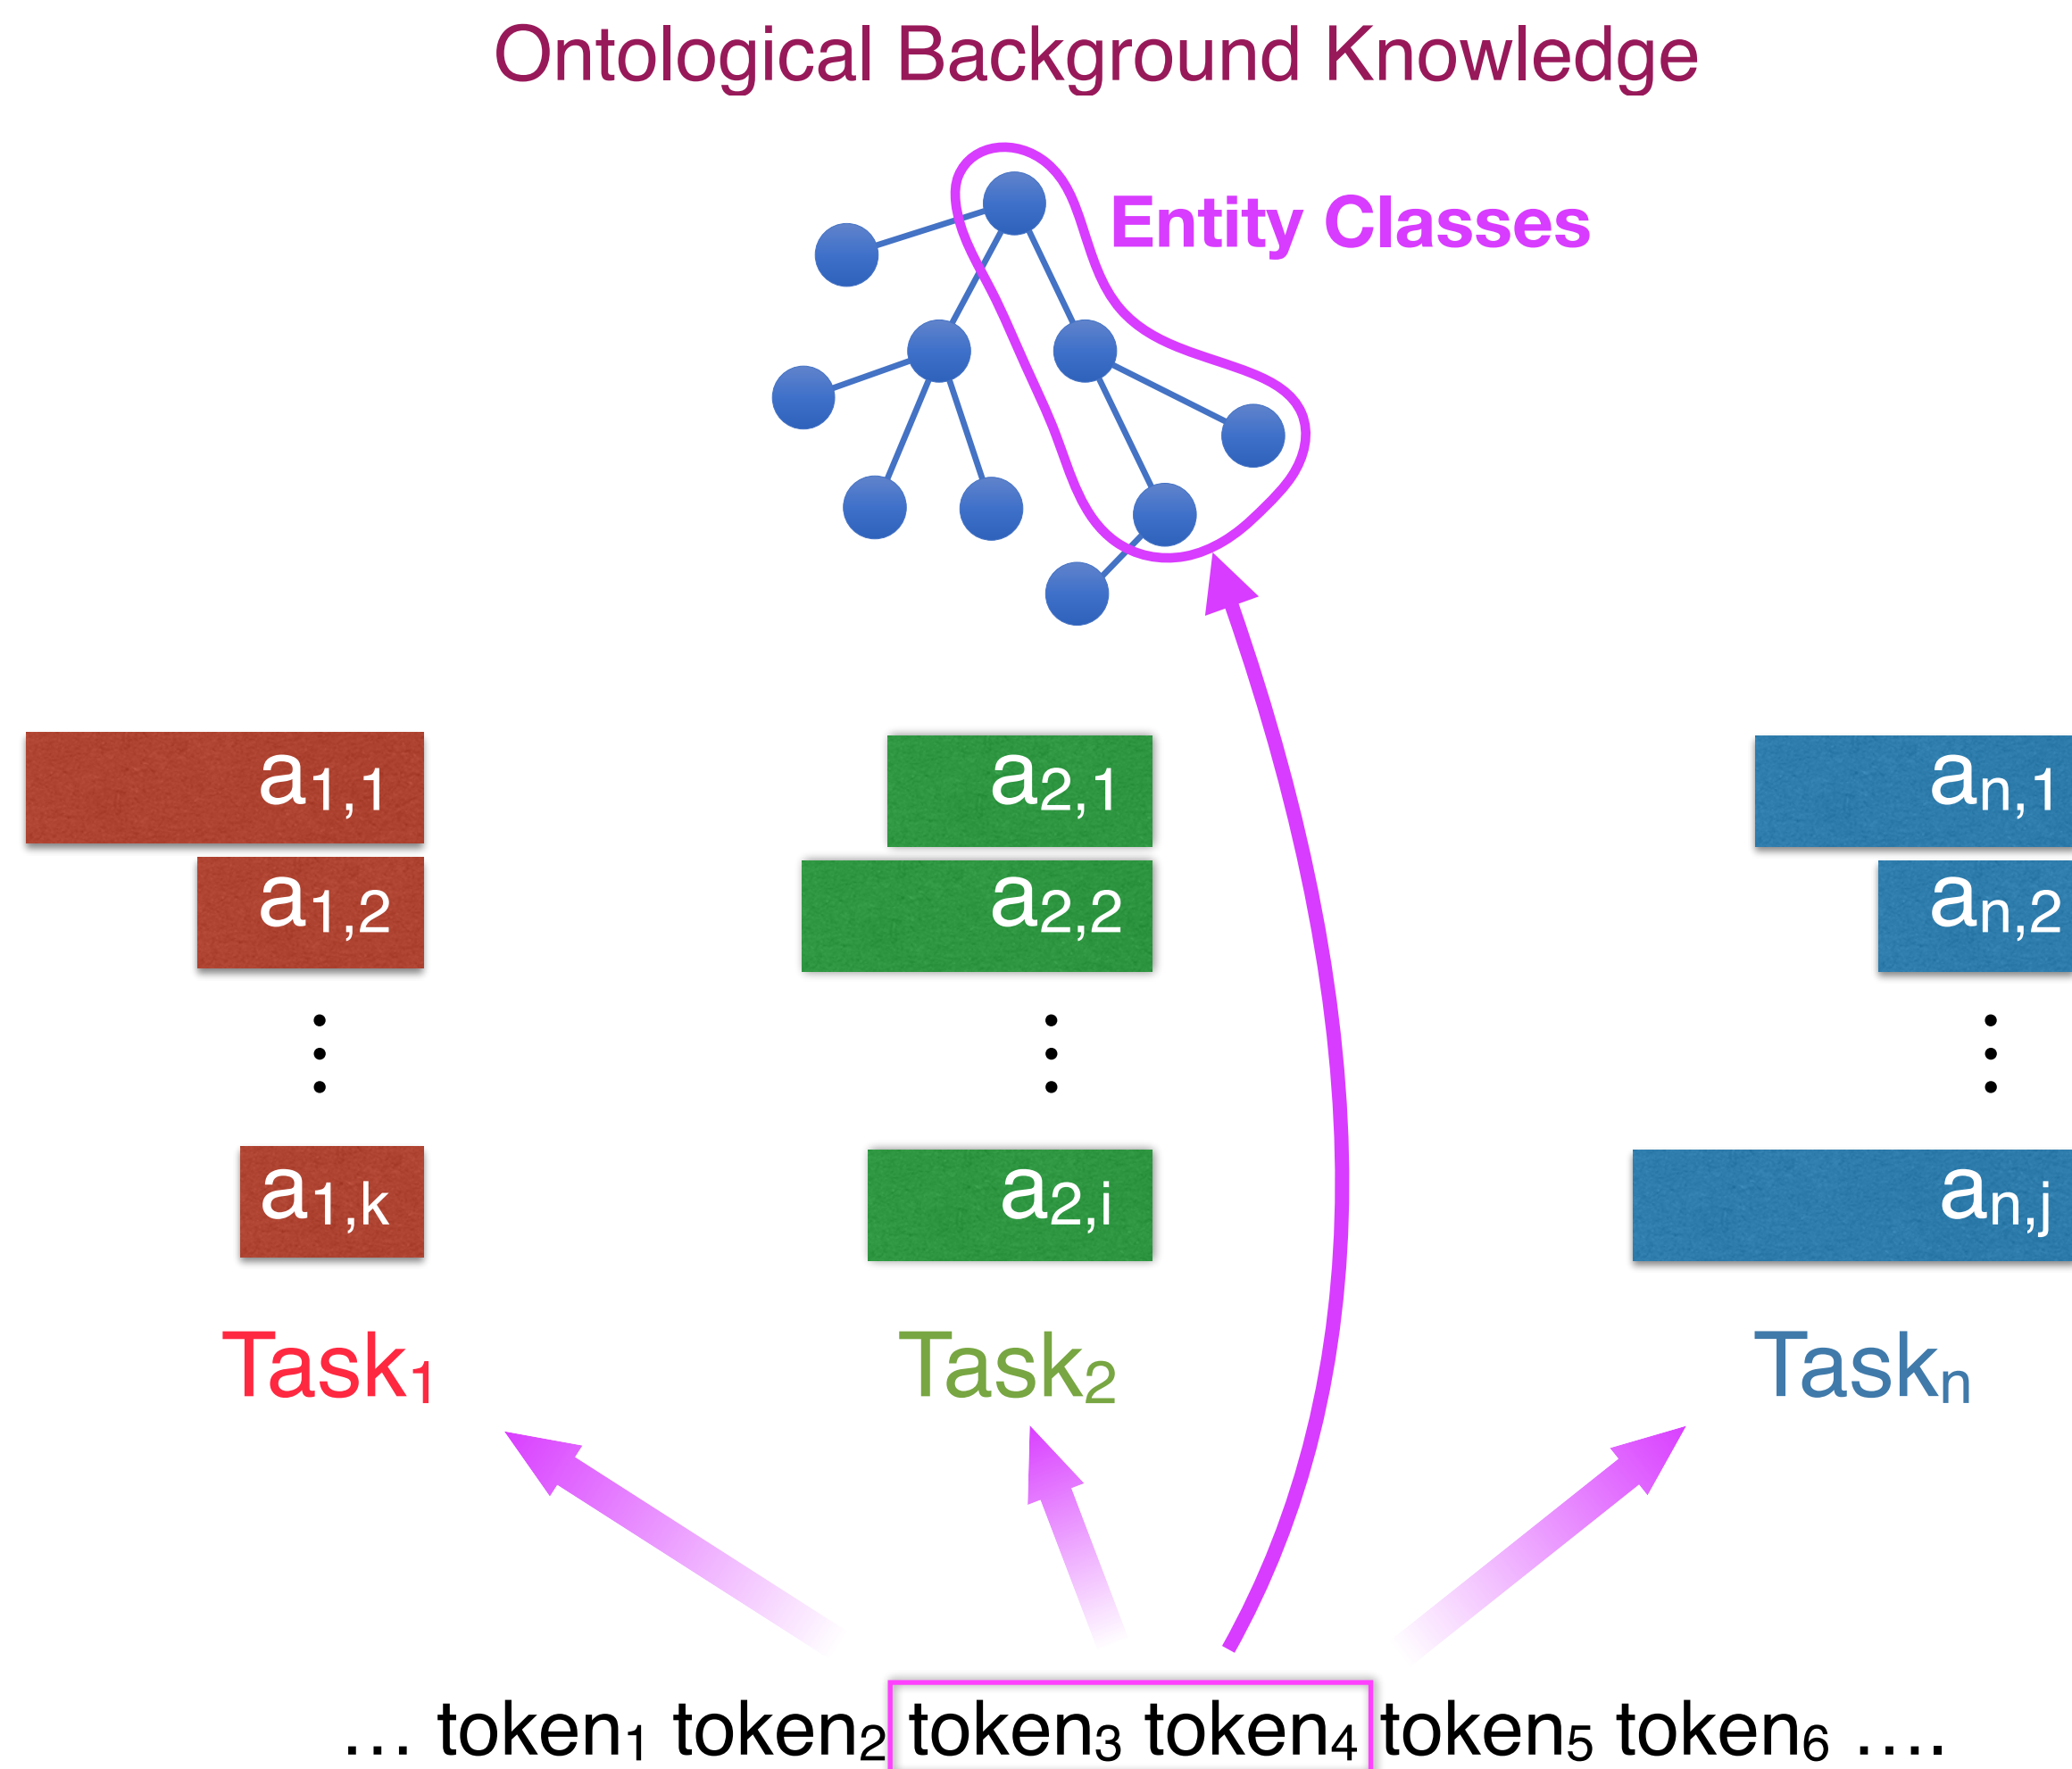 Ontological Background Knowledge
Entity Classes
a1,1 a2,1 an,1
a1,2 a2,2 an,2
a1,k a2,i an,j
Task1 Task2 Taskn
... token1 token2 token3 token4 token5 token6 ....